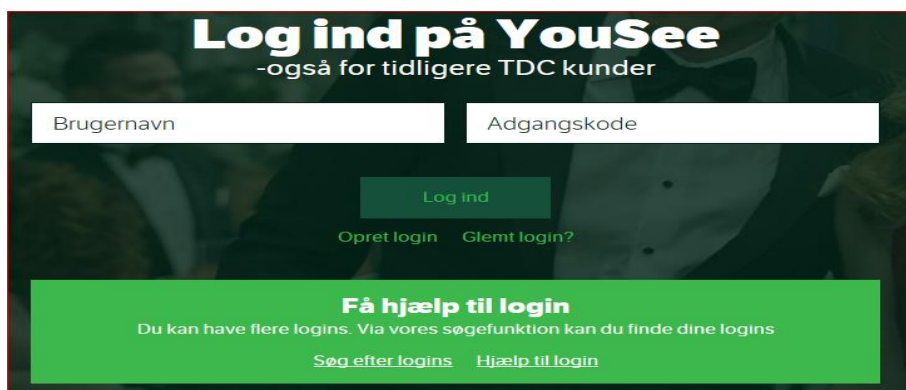 Log ind på YouSee
-også for tidligere TDC kunder
Brugernavn Adgangskode
Log ind
Opret login Glemt login?
Få hjælp til login
Du kan have flere logins. Via vores søgefunktion kan du finde dine logins
Søg efter logins Hjælp til login